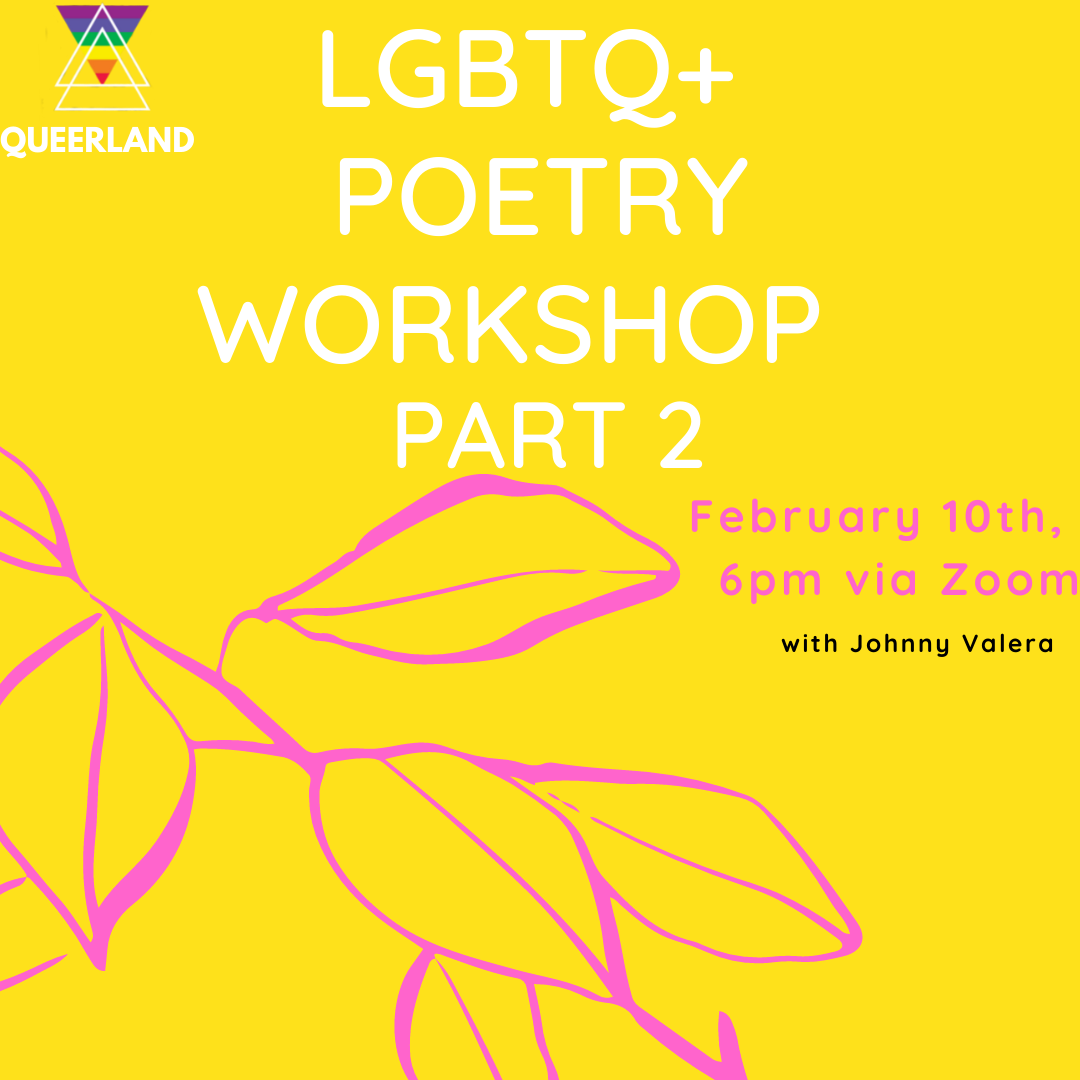 QUEERLAND
LGBTQ+
POETRY
WORKSHOP
PART 2
February 10th,
6pm via Zoom
with Johnny Valera